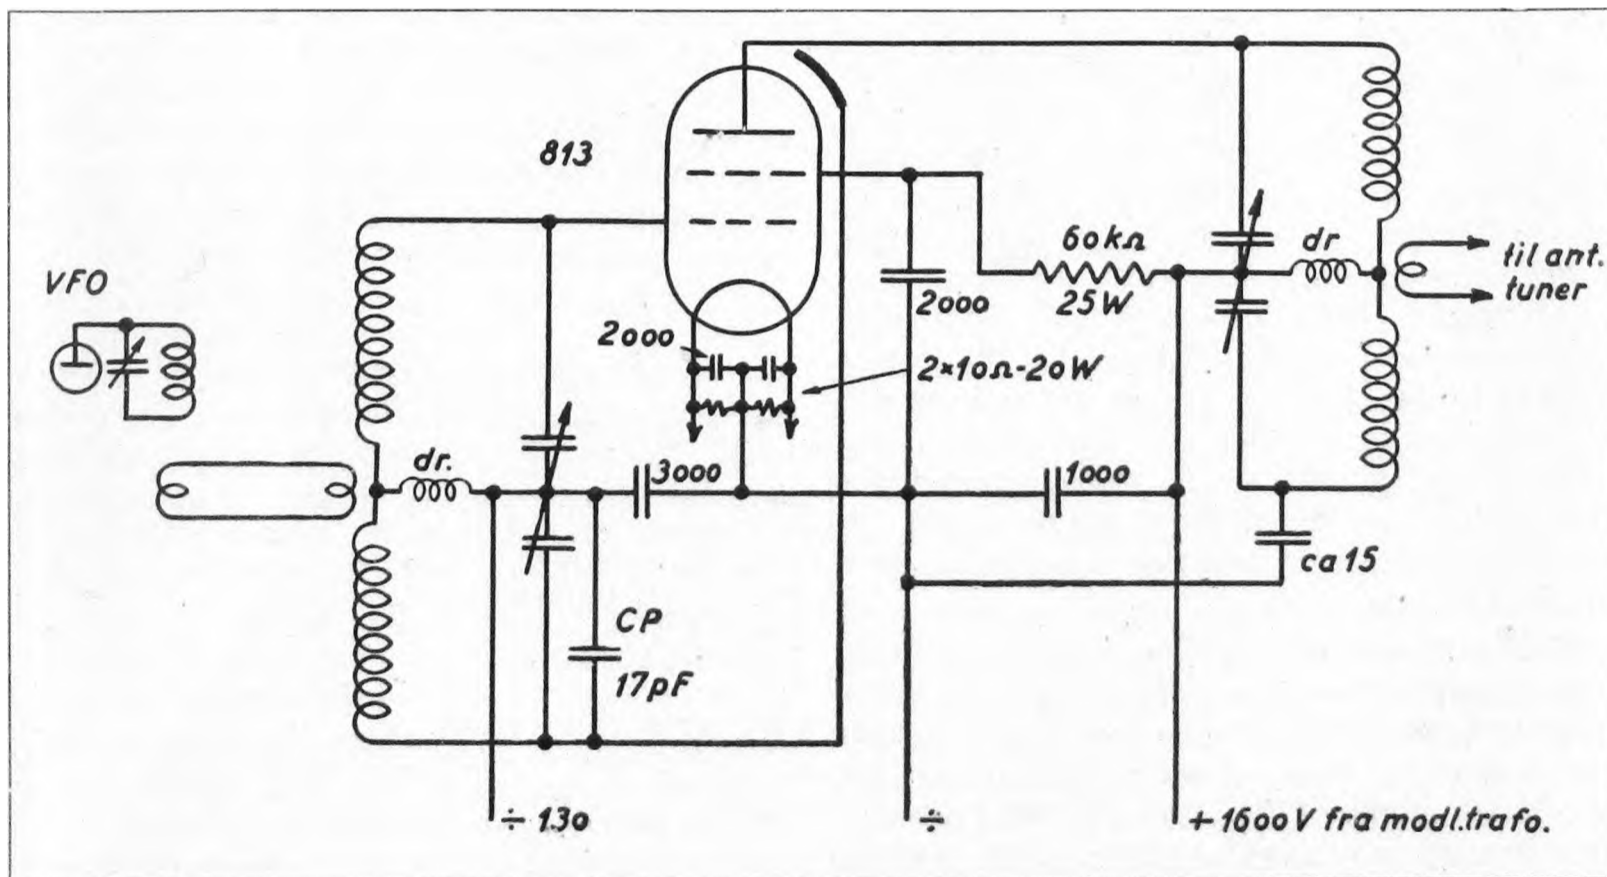 813
VFO
60kΩ
25W
dr
til ant.
tuner
2000
2000
2×10Ω-20W
dr.
3000
1000
ca 15
CP
17pF
÷ 130
÷
+1600V fra modl.trafo.